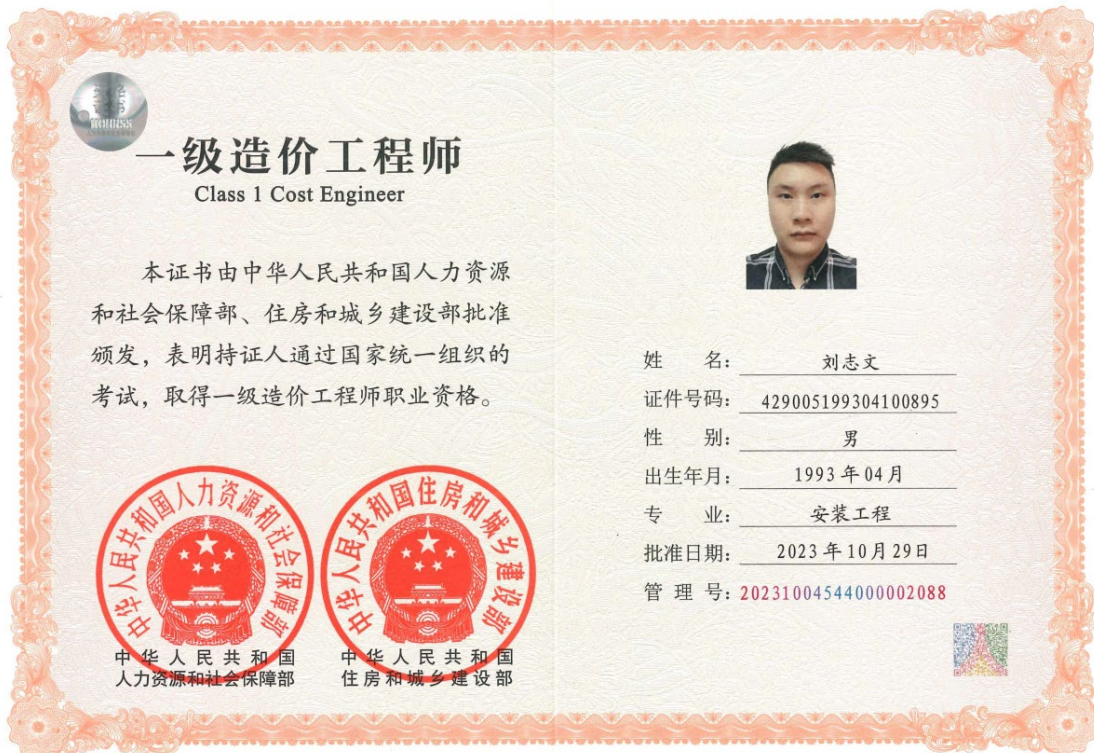 一级造价工程师
Class 1 Cost Engineer
本证书由中华人民共和国人力资源
和社会保障部、住房和城乡建设部批准
颁发，表明持证人通过国家统一组织的
考试，取得一级造价工程师职业资格。
中华人民共和国人力资源和社会保障部
中华人民共和国住房和城乡建设部
中华人民共和国
人力资源和社会保障部
中华人民共和国
住房和城乡建设部
姓 名：刘志文
证件号码：429005199304100895
性 别：男
出生年月：1993年04月
专 业：安装工程
批准日期：2023年10月29日
管 理 号：20231004544000002088